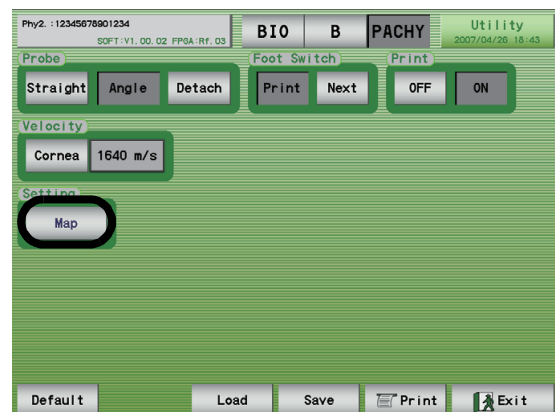 Phy2. :12345678901234
SOFT:V1.00.02 FPGA:Rf.03
BIO
B
PACHY
Utility
2007/04/26 18:43
Probe
Foot Switch
Print
Straight
Angle
Detach
Print
Next
OFF
ON
Velocity
Cornea
1640 m/s
Setting
Map
Default
Load
Save
Print
Exit